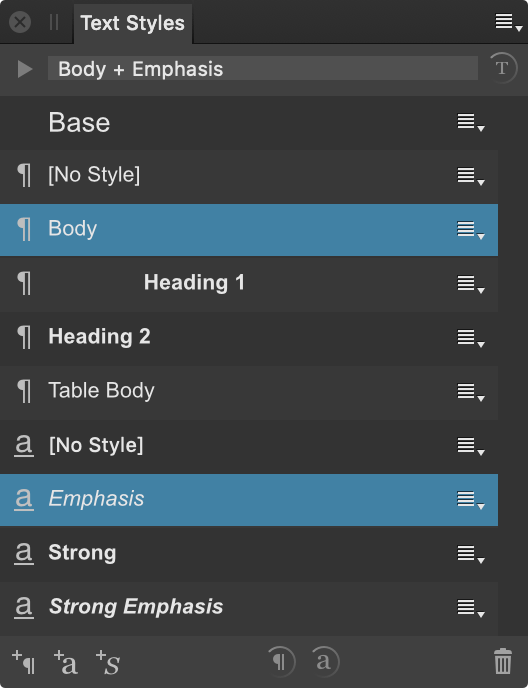 Text Styles
Body + Emphasis
T
Base
¶ [No Style]
¶ Body
¶ Heading 1
¶ Heading 2
¶ Table Body
a [No Style]
a Emphasis
a Strong
a Strong Emphasis
+¶ +a +S ¶ a